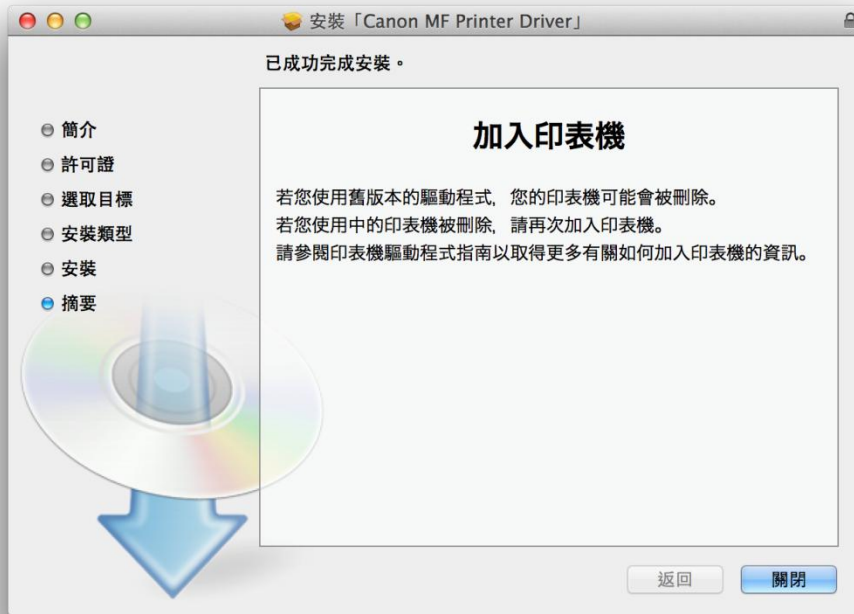 安裝「Canon MF Printer Driver」
已成功完成安裝。
簡介
許可證
選取目標
安裝類型
安裝
摘要
加入印表機
若您使用舊版本的驅動程式，您的印表機可能會被刪除。
若您使用中的印表機被刪除，請再次加入印表機。
請參閱印表機驅動程式指南以取得更多有關如何加入印表機的資訊。
返回
關閉